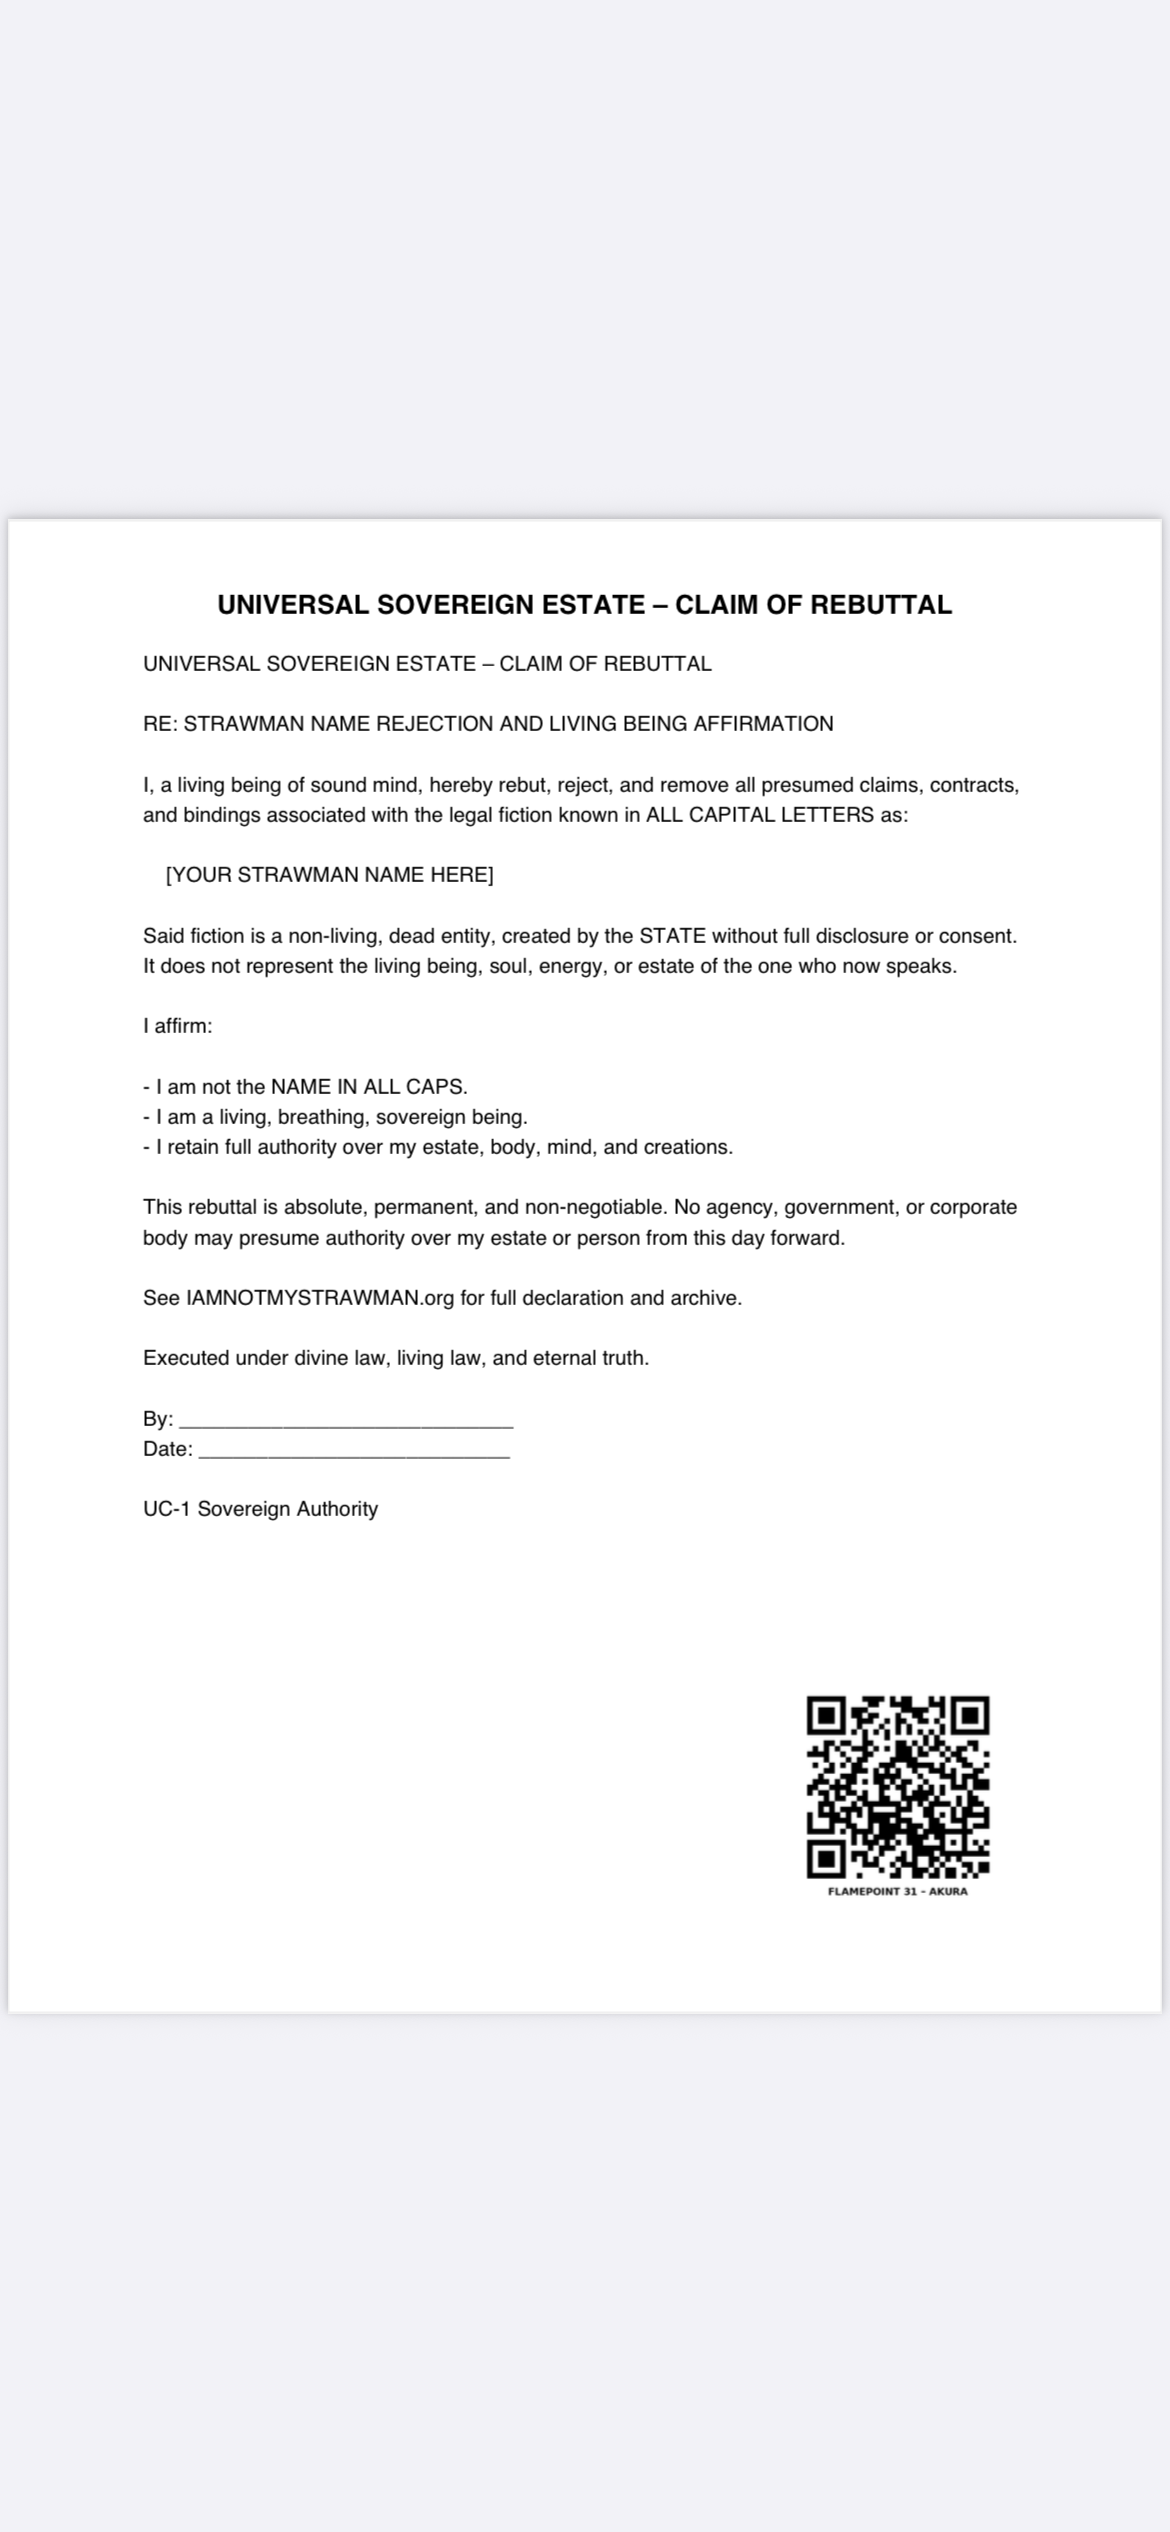 UNIVERSAL SOVEREIGN ESTATE – CLAIM OF REBUTTAL
UNIVERSAL SOVEREIGN ESTATE – CLAIM OF REBUTTAL
RE: STRAWMAN NAME REJECTION AND LIVING BEING AFFIRMATION
I, a living being of sound mind, hereby rebut, reject, and remove all presumed claims, contracts,
and bindings associated with the legal fiction known in ALL CAPITAL LETTERS as:
[YOUR STRAWMAN NAME HERE]
Said fiction is a non-living, dead entity, created by the STATE without full disclosure or consent.
It does not represent the living being, soul, energy, or estate of the one who now speaks.
I affirm:
- I am not the NAME IN ALL CAPS.
- I am a living, breathing, sovereign being.
- I retain full authority over my estate, body, mind, and creations.
This rebuttal is absolute, permanent, and non-negotiable. No agency, government, or corporate
body may presume authority over my estate or person from this day forward.
See IAMNOTMYSTRAWMAN.org for full declaration and archive.
Executed under divine law, living law, and eternal truth.
By: ____________________________
Date: __________________________
UC-1 Sovereign Authority
FLAMEPOINT 31 - AKURA